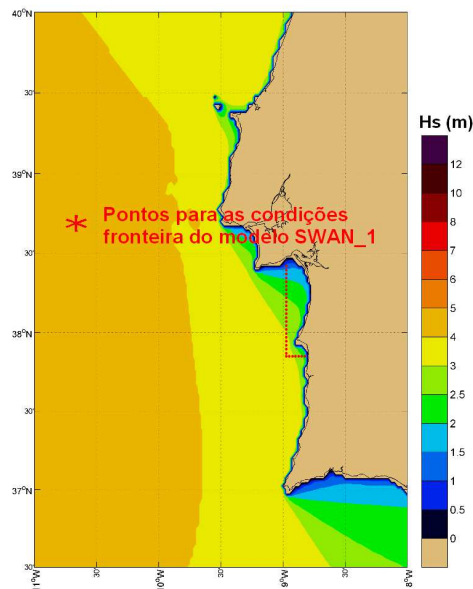 40°N
30'
39°N
30'
38°N
30'
37°N
30'
11°W
30'
10°W
30'
9°W
30'
8°W
* Pontos para as condições
fronteira do modelo SWAN_1
Hs (m)
12
10
9
8
7
6
5
4
3
2.5
2
1.5
1
0.5
0